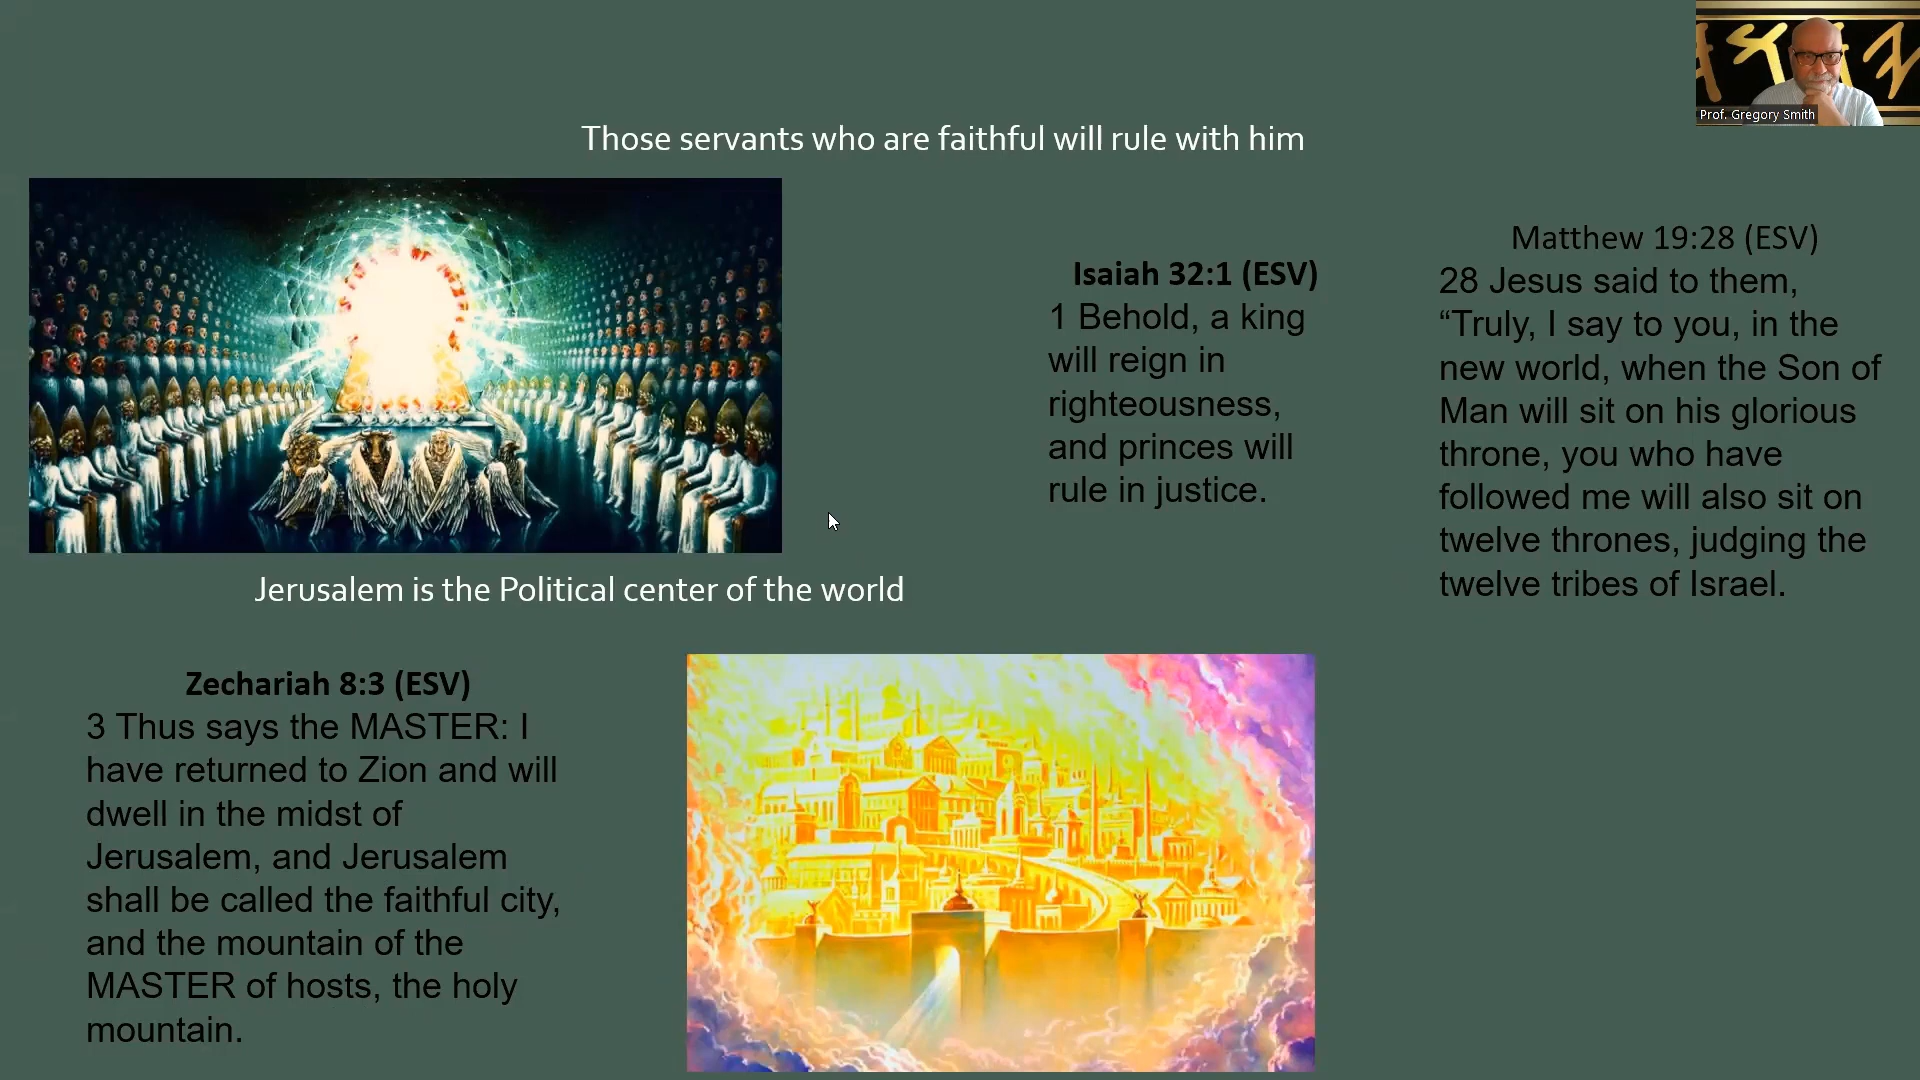 Prof. Gregory Smith
Those servants who are faithful will rule with him
Isaiah 32:1 (ESV)
1 Behold, a king
will reign in
righteousness,
and princes will
rule in justice.
Matthew 19:28 (ESV)
28 Jesus said to them,
“Truly, I say to you, in the
new world, when the Son of
Man will sit on his glorious
throne, you who have
followed me will also sit on
twelve thrones, judging the
twelve tribes of Israel.
Jerusalem is the Political center of the world
Zechariah 8:3 (ESV)
3 Thus says the MASTER: I
have returned to Zion and will
dwell in the midst of
Jerusalem, and Jerusalem
shall be called the faithful city,
and the mountain of the
MASTER of hosts, the holy
mountain.